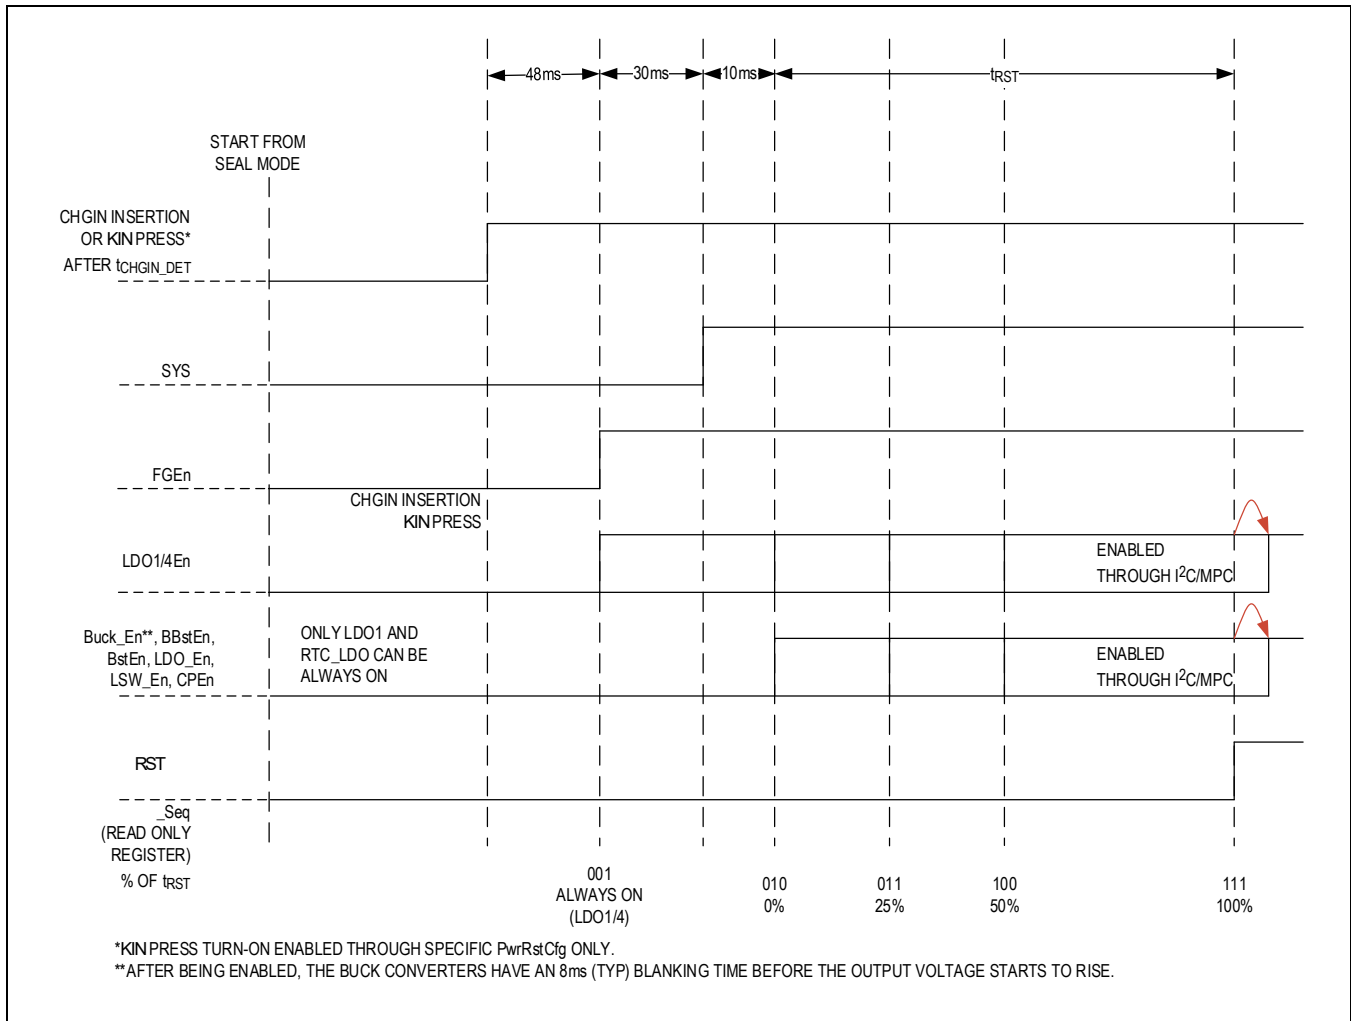 48ms
30ms
10ms
tRST
START FROM
SEAL MODE
CHGIN INSERTION
OR KIN PRESS*
AFTER tCHGIN_DET
SYS
FGEn
CHGIN INSERTION
KIN PRESS
LDO1/4En
ENABLED
THROUGH I2C/MPC
Buck_En**, BBstEn,
BstEn, LDO_En,
LSW_En, CPEn
ONLY LDO1 AND
RTC_LDO CAN BE
ALWAYS ON
ENABLED
THROUGH I2C/MPC
RST
_Seq
(READ ONLY
REGISTER)
% OF tRST
001
ALWAYS ON
(LDO1/4)
010
0%
011
25%
100
50%
111
100%
*KIN PRESS TURN-ON ENABLED THROUGH SPECIFIC PwrRstCfg ONLY.
**AFTER BEING ENABLED, THE BUCK CONVERTERS HAVE AN 8ms (TYP) BLANKING TIME BEFORE THE OUTPUT VOLTAGE STARTS TO RISE.